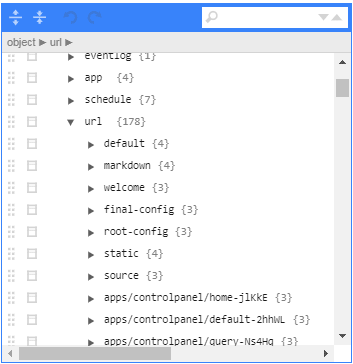 object ▶ url ▶
eventlog {1}
app {4}
schedule {7}
url {178}
default {4}
markdown {4}
welcome {3}
final-config {3}
root-config {3}
static {4}
source {3}
apps/controlpanel/home-jlKkE {3}
apps/controlpanel/default-2hhWL {3}
apps/controlpanel/query-Ns4Hq {3}